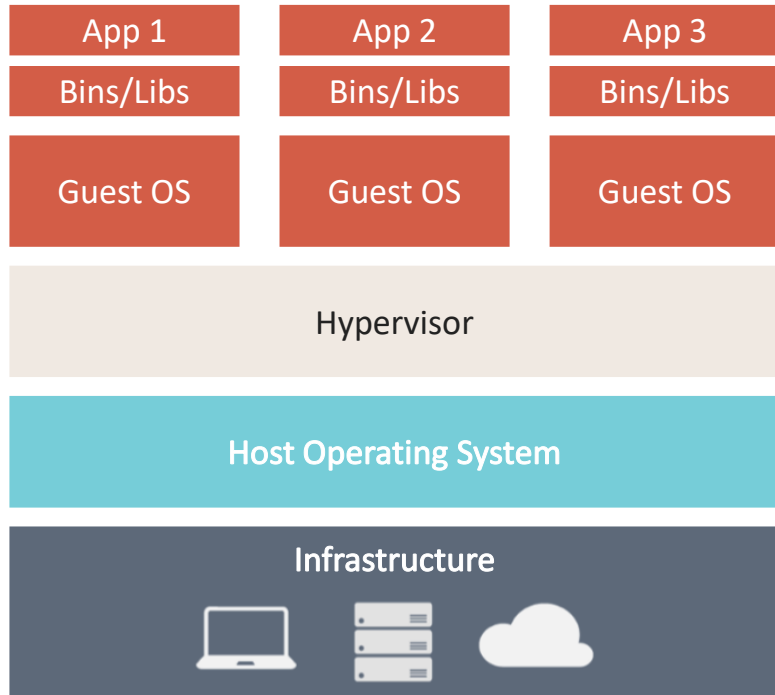 App 1
App 2
App 3
Bins/Libs
Bins/Libs
Bins/Libs
Guest OS
Guest OS
Guest OS
Hypervisor
Host Operating System
Infrastructure